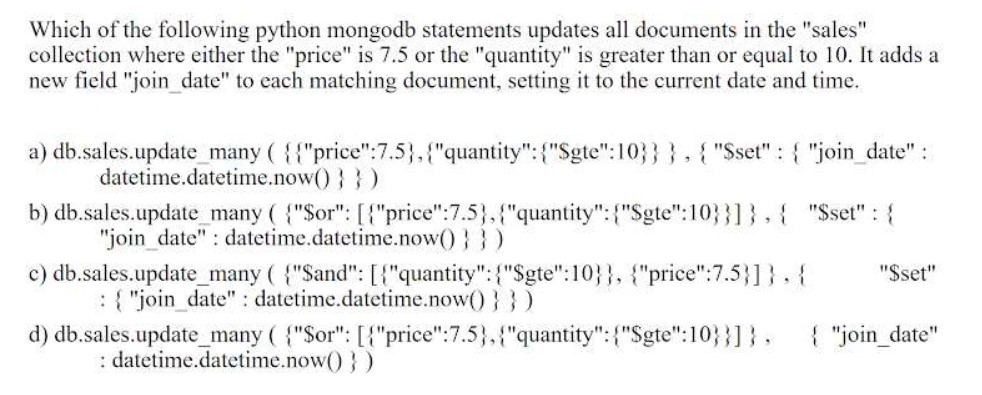 Which of the following python mongodb statements updates all documents in the "sales"
collection where either the "price" is 7.5 or the "quantity" is greater than or equal to 10. It adds a
new field "join_date" to each matching document, setting it to the current date and time.
a) db.sales.update_many ( {{"price":7.5},{"quantity":{"$gte":10}} } , { "$set" : { "join_date" :
datetime.datetime.now() } } )
b) db.sales.update_many ( {"$or": [{"price":7.5},{"quantity":{"$gte":10}}] } , { "$set" : {
"join_date" : datetime.datetime.now() } } )
c) db.sales.update_many ( {"$and": [{"quantity":{"$gte":10}}, {"price":7.5}] } , { "$set"
: { "join_date" : datetime.datetime.now() } } )
d) db.sales.update_many ( {"$or": [{"price":7.5},{"quantity":{"$gte":10}}] } , { "join_date"
: datetime.datetime.now() } )